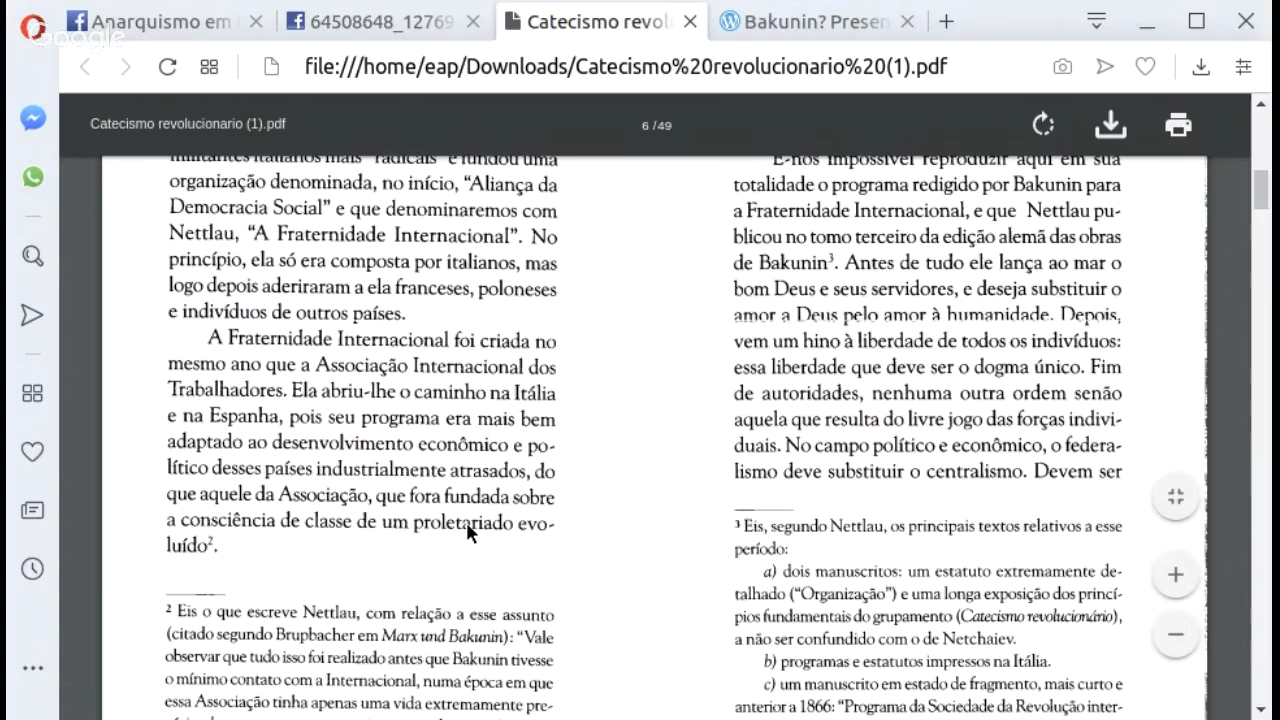 Anarquismo em
64508648_12769
Catecismo revol
Bakunin? Presen
Google
file:///home/eap/Downloads/Catecismo%20revolucionario%20(1).pdf
Catecismo revolucionario (1).pdf
6 / 49
militantes italianos mais "radicais" e fundou uma
organização denominada, no início, “Aliança da
Democracia Social” e que denominaremos com
Nettlau, “A Fraternidade Internacional”. No
princípio, ela só era composta por italianos, mas
logo depois aderiraram a ela franceses, poloneses
e indivíduos de outros países.
A Fraternidade Internacional foi criada no
mesmo ano que a Associação Internacional dos
Trabalhadores. Ela abriu-lhe o caminho na Itália
e na Espanha, pois seu programa era mais bem
adaptado ao desenvolvimento econômico e po-
lítico desses países industrialmente atrasados, do
que aquele da Associação, que fora fundada sobre
a consciência de classe de um proletariado evo-
luído².
² Eis o que escreve Nettlau, com relação a esse assunto
(citado segundo Brupbacher em Marx und Bakunin): “Vale
observar que tudo isso foi realizado antes que Bakunin tivesse
o mínimo contato com a Internacional, numa época em que
essa Associação tinha apenas uma vida extremamente pre-
É-nos impossível reproduzir aqui em sua
totalidade o programa redigido por Bakunin para
a Fraternidade Internacional, e que Nettlau pu-
blicou no tomo terceiro da edição alemã das obras
de Bakunin³. Antes de tudo ele lança ao mar o
bom Deus e seus servidores, e deseja substituir o
amor a Deus pelo amor à humanidade. Depois,
vem um hino à liberdade de todos os indivíduos:
essa liberdade que deve ser o dogma único. Fim
de autoridades, nenhuma outra ordem senão
aquela que resulta do livre jogo das forças indivi-
duais. No campo político e econômico, o federa-
lismo deve substituir o centralismo. Devem ser
³ Eis, segundo Nettlau, os principais textos relativos a esse
período:
a) dois manuscritos: um estatuto extremamente de-
talhado (“Organização”) e uma longa exposição dos princí-
pios fundamentais do grupamento (Catecismo revolucionário),
a não ser confundido com o de Netchaiev.
b) programas e estatutos impressos na Itália.
c) um manuscrito em estado de fragmento, mais curto e
anterior a 1866: “Programa da Sociedade da Revolução inter-